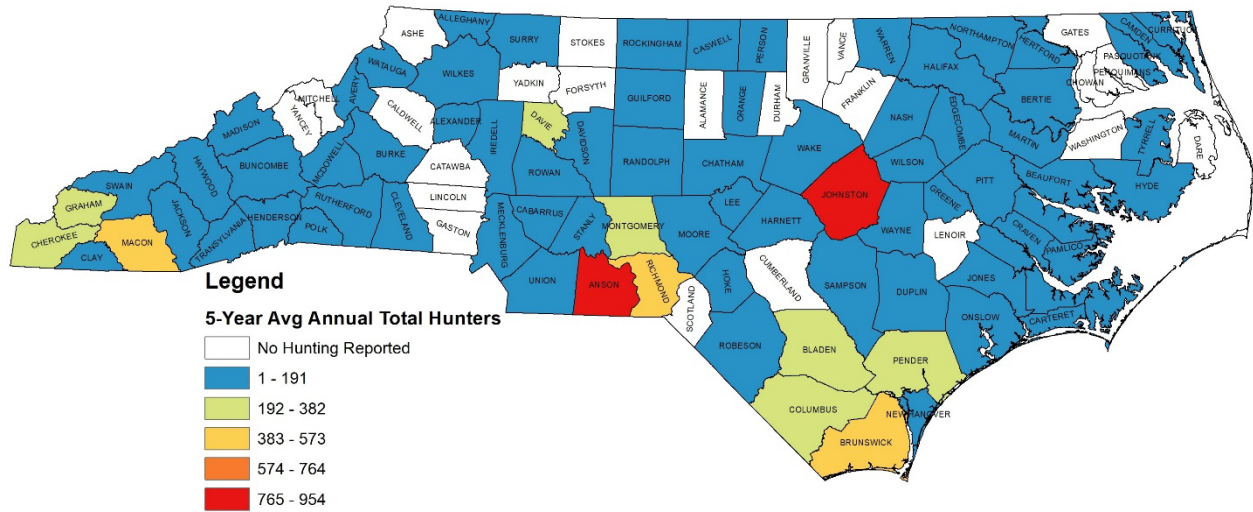 ASHE
ALLEGHANY
SURRY
STOKES
ROCKINGHAM
CASWELL
PERSON
GRANVILLE
VANCE
WARREN
NORTHAMPTON
HERTFORD
GATES
CAMDEN
CURRITUCK
PASQUOTANK
PERQUIMANS
CHOWAN
HALIFAX
BERTIE
WATAUGA
WILKES
YADKIN
FORSYTH
GUILFORD
ALAMANCE
ORANGE
DURHAM
FRANKLIN
NASH
EDGECOMBE
MARTIN
WASHINGTON
TYRRELL
DARE
MITCHELL
AVERY
YANCEY
CALDWELL
ALEXANDER
IREDELL
DAVIE
DAVIDSON
RANDOLPH
CHATHAM
WAKE
WILSON
PITT
BEAUFORT
HYDE
MADISON
BUNCOMBE
MCDOWELL
BURKE
CATAWBA
ROWAN
LEE
JOHNSTON
GREENE
SWAIN
HAYWOOD
RUTHERFORD
CLEVELAND
LINCOLN
GASTON
MECKLENBURG
CABARRUS
STANLY
MONTGOMERY
MOORE
HARNETT
WAYNE
LENOIR
CRAVEN
PAMLICO
GRAHAM
CHEROKEE
CLAY
MACON
JACKSON
TRANSYLVANIA
HENDERSON
POLK
UNION
ANSON
RICHMOND
SCOTLAND
HOKE
CUMBERLAND
SAMPSON
DUPLIN
JONES
ONSLOW
CARTERET
ROBESON
BLADEN
PENDER
COLUMBUS
NEW HANOVER
BRUNSWICK
Legend
5-Year Avg Annual Total Hunters
No Hunting Reported
1 - 191
192 - 382
383 - 573
574 - 764
765 - 954